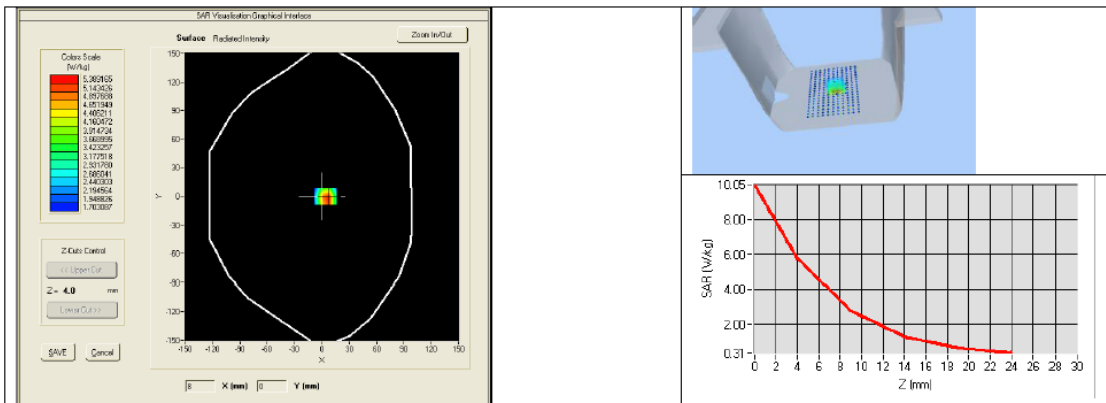 SAR Visualisation Graphical Interface
Surface Radiated Intensity
Zoom In/Out
Colors Scale
(W/kg)
5.389165
5.143426
4.897688
4.651949
4.406211
4.160472
3.914734
3.668995
3.423257
3.177518
2.931780
2.686041
2.440303
2.194564
1.948826
1.703087
150
120
90
60
30
0
-30
-60
-90
-120
-150
Y
-150 -120 -90 -60 -30 0 30 60 90 120 150
X
Z-Cuts Control
<< Upper Cut
Z = 4.0 mm
Lower Cut >>
SAVE Cancel
8 X (mm) 0 Y (mm)
10.05
8.00
6.00
4.00
2.00
0.31
SAR (W/kg)
0 2 4 6 8 10 12 14 16 18 20 22 24 26 28 30
Z (mm)